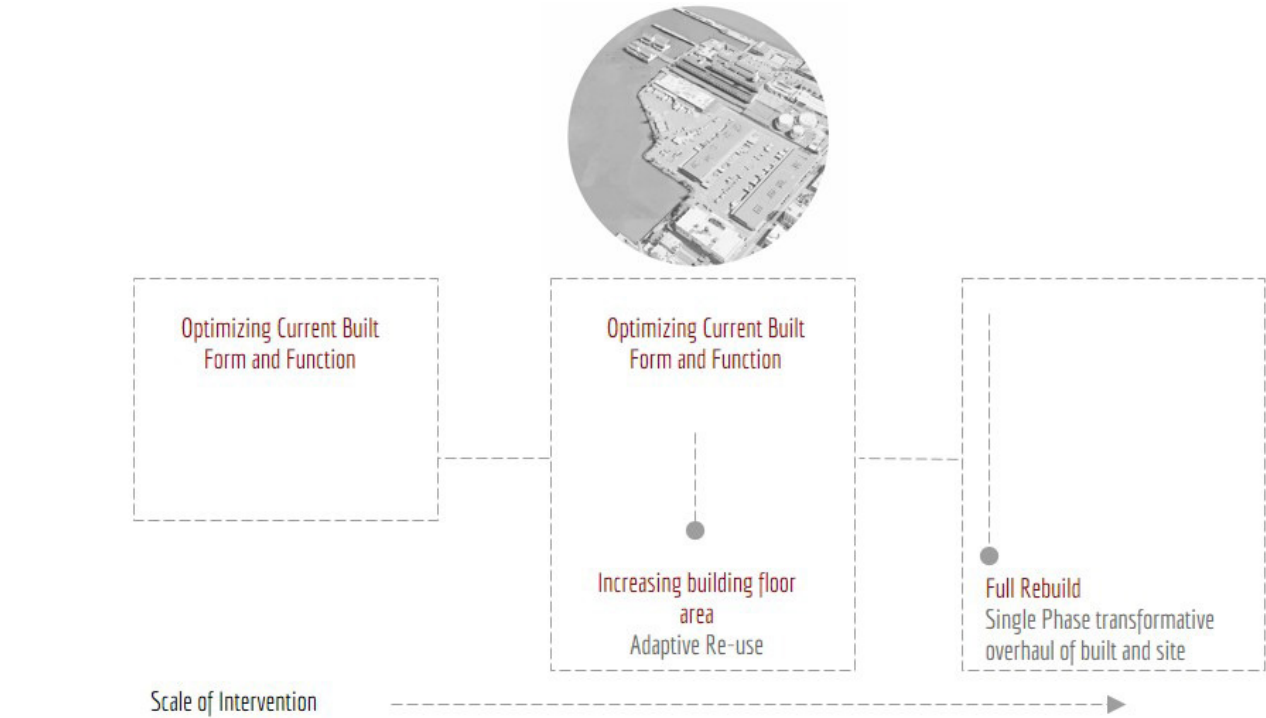 Optimizing Current Built
Form and Function
Optimizing Current Built
Form and Function
Increasing building floor
area
Adaptive Re-use
Full Rebuild
Single Phase transformative
overhaul of built and site
Scale of Intervention